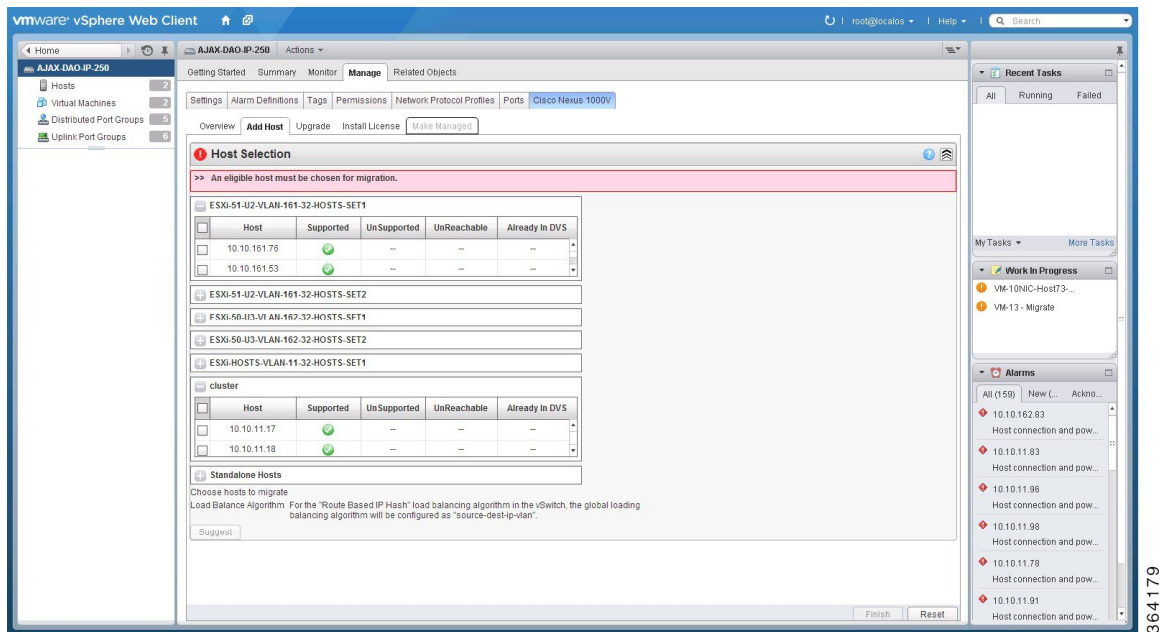 vmware® vSphere Web Client
root@localos | Help | Search
Home
AJAX-DAO-IP-250
Hosts 2
Virtual Machines 2
Distributed Port Groups 5
Uplink Port Groups 6
AJAX-DAO-IP-250 Actions
Getting Started Summary Monitor Manage Related Objects
Settings Alarm Definitions Tags Permissions Network Protocol Profiles Ports Cisco Nexus 1000V
Overview Add Host Upgrade Install License Make Managed
Host Selection
>> An eligible host must be chosen for migration.
ESXi-51-U2-VLAN-161-32-HOSTS-SET1
Host Supported UnSupported UnReachable Already In DVS
10.10.161.76 -- -- --
10.10.161.53 -- -- --
ESXi-51-U2-VLAN-161-32-HOSTS-SET2
ESXi-50-U3-VLAN-162-32-HOSTS-SET1
ESXi-50-U3-VLAN-162-32-HOSTS-SET2
ESXi-HOSTS-VLAN-11-32-HOSTS-SET1
cluster
Host Supported UnSupported UnReachable Already In DVS
10.10.11.17 -- -- --
10.10.11.18 -- -- --
Standalone Hosts
Choose hosts to migrate
Load Balance Algorithm For the "Route Based IP Hash" load balancing algorithm in the vSwitch, the global loading
balancing algorithm will be configured as "source-dest-ip-vlan".
Suggest
Finish Reset
Recent Tasks
All Running Failed
My Tasks More Tasks
Work In Progress
VM-10NIC-Host73-...
VM-13 - Migrate
Alarms
All (159) New (... Ackno...
10.10.162.83
Host connection and pow...
10.10.11.83
Host connection and pow...
10.10.11.96
Host connection and pow...
10.10.11.98
Host connection and pow...
10.10.11.78
Host connection and pow...
10.10.11.91
Host connection and pow...
364179